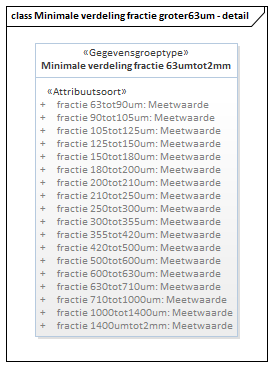 class Minimale verdeling fractie groter63um - detail
«Gegevensgroeptype»
Minimale verdeling fractie 63umtot2mm
«Attribuutsoort»
+ fractie 63tot90um: Meetwaarde
+ fractie 90tot105um: Meetwaarde
+ fractie 105tot125um: Meetwaarde
+ fractie 125tot150um: Meetwaarde
+ fractie 150tot180um: Meetwaarde
+ fractie 180tot200um: Meetwaarde
+ fractie 200tot210um: Meetwaarde
+ fractie 210tot250um: Meetwaarde
+ fractie 250tot300um: Meetwaarde
+ fractie 300tot355um: Meetwaarde
+ fractie 355tot420um: Meetwaarde
+ fractie 420tot500um: Meetwaarde
+ fractie 500tot600um: Meetwaarde
+ fractie 600tot630um: Meetwaarde
+ fractie 630tot710um: Meetwaarde
+ fractie 710tot1000um: Meetwaarde
+ fractie 1000tot1400um: Meetwaarde
+ fractie 1400umtot2mm: Meetwaarde